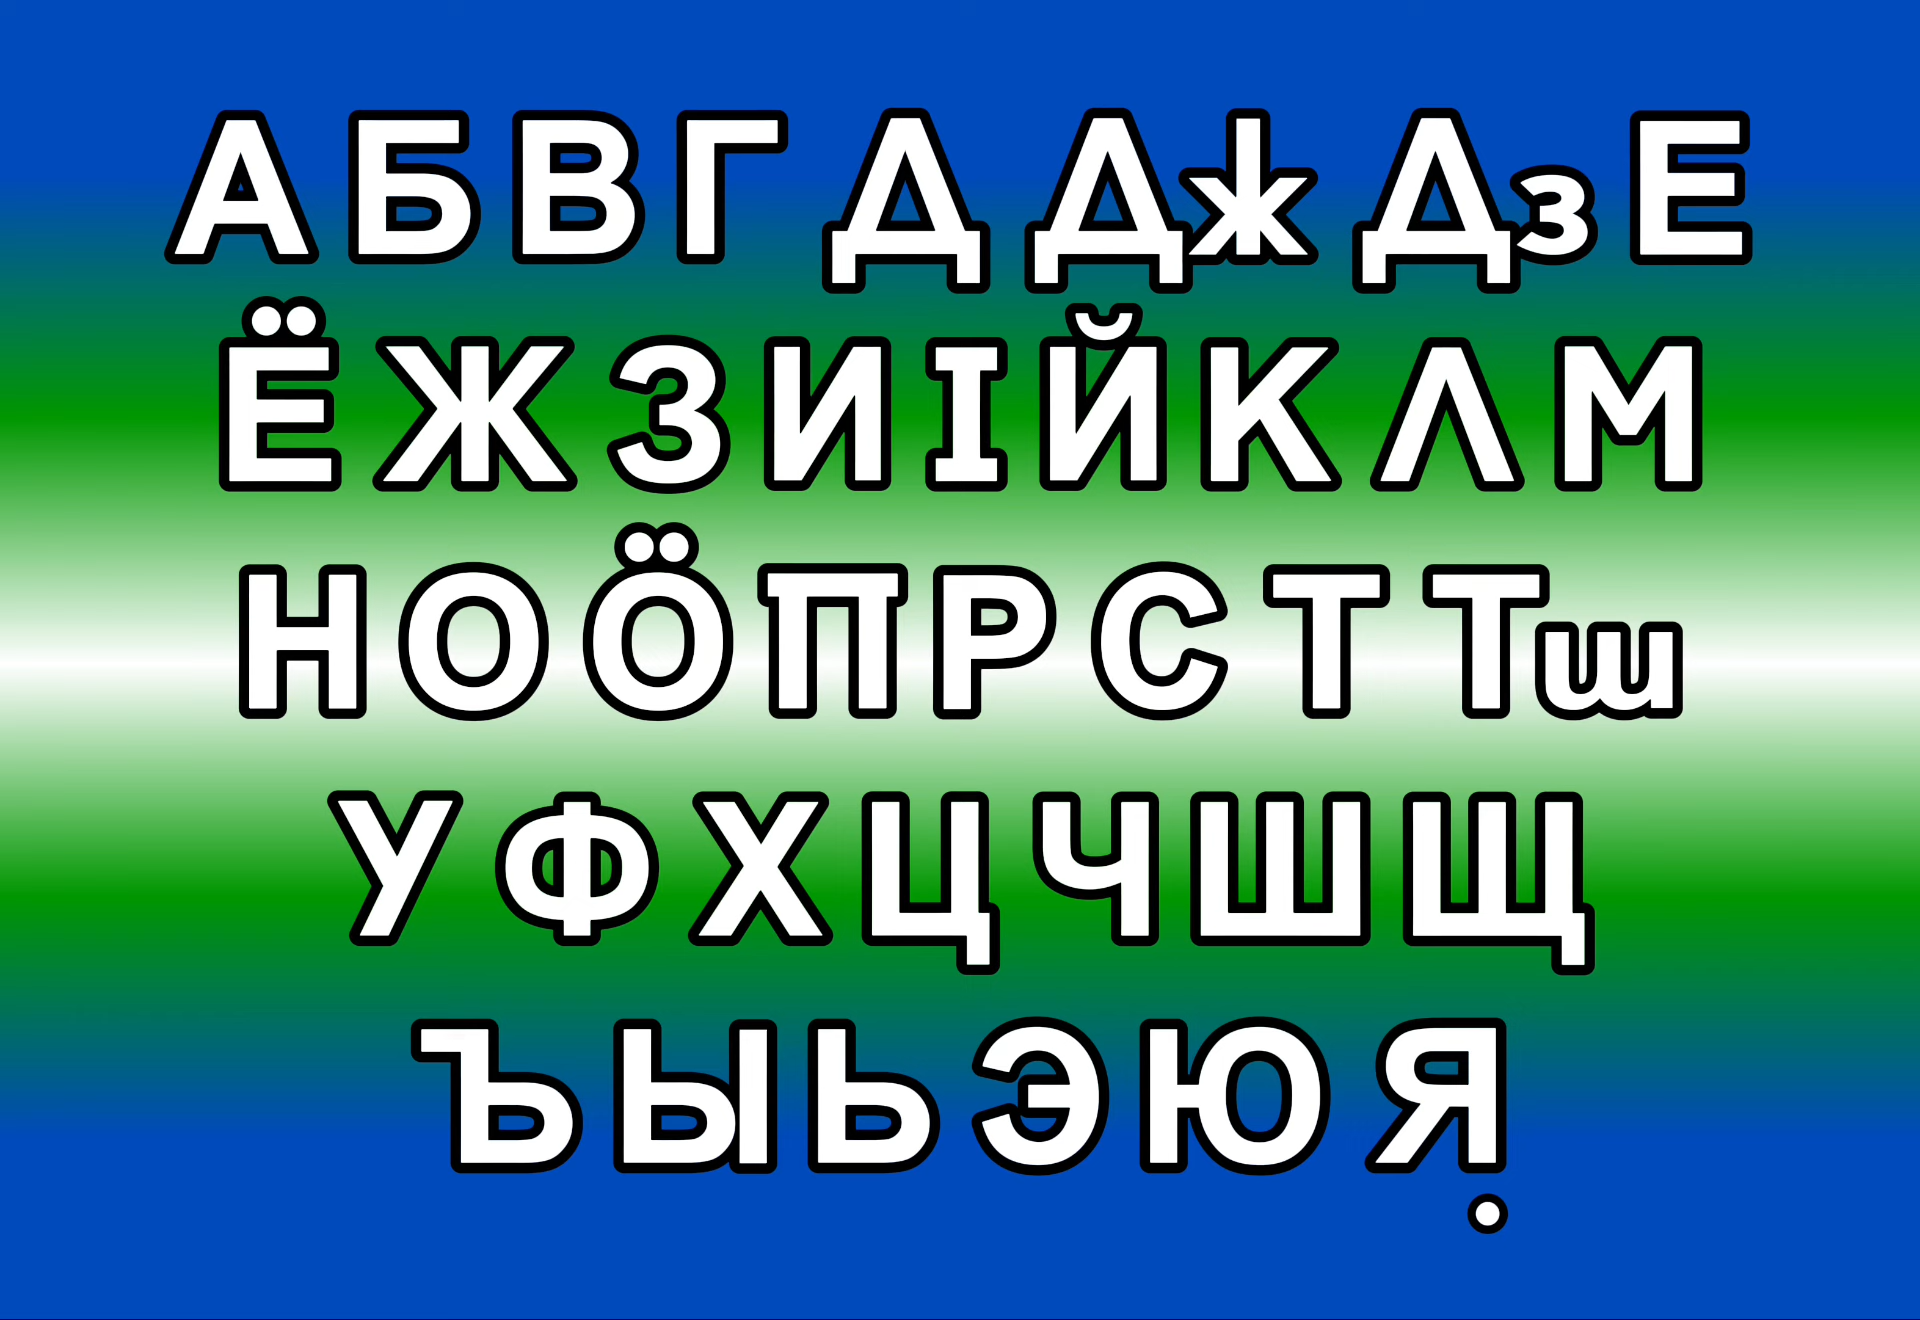 А Б В Г Д Дж Дз Е
Ё Ж З И І Й К Л М
Н О Ӧ П Р С Т Тш
У Ф Х Ц Ч Ш Щ
Ъ Ы Ь Э Ю Я̣